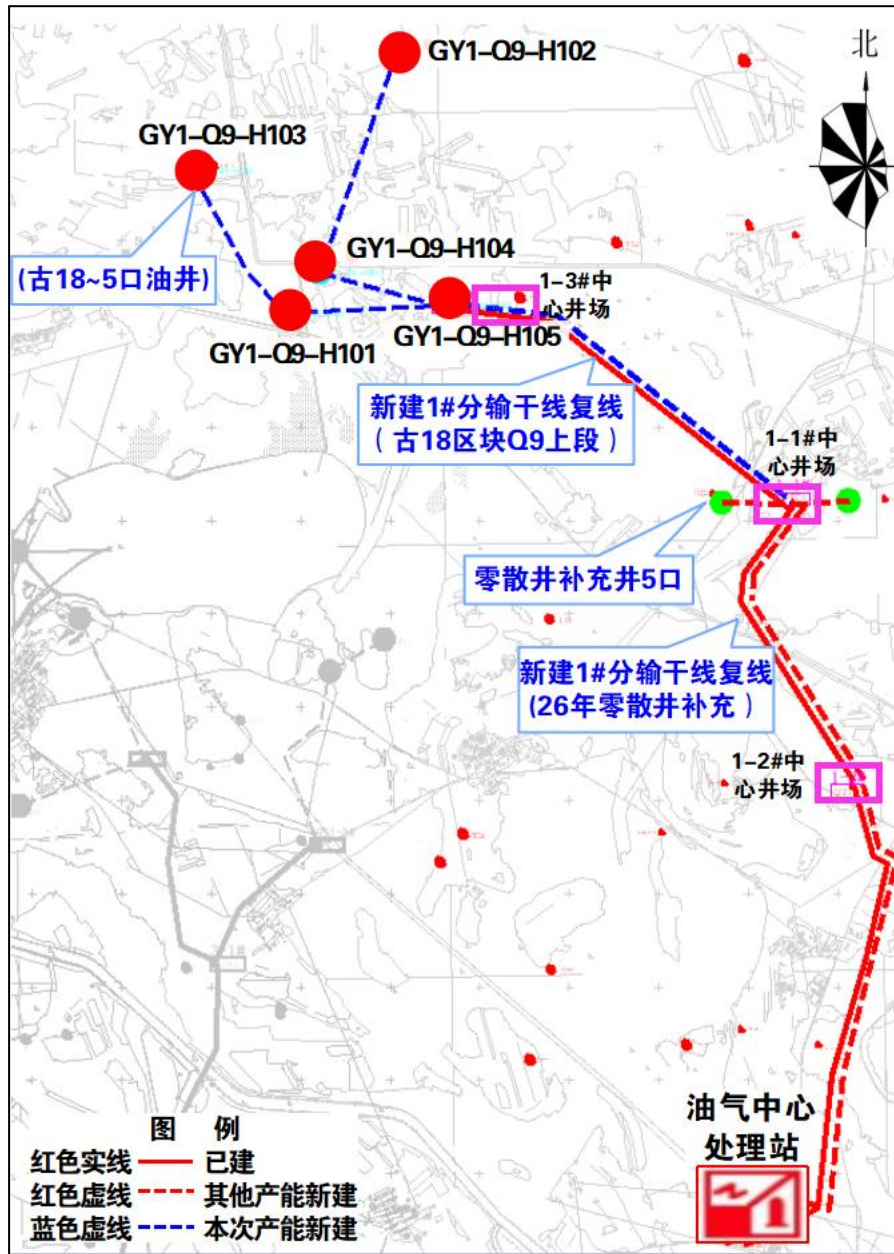 北
GY1-Q9-H102
GY1-Q9-H103
GY1-Q9-H104
(古18~5口油井)
1-3#中
心井场
GY1-Q9-H101
GY1-Q9-H105
新建1#分输干线复线
(古18区块Q9上段)
1-1#中
心井场
零散井补充井5口
新建1#分输干线复线
(26年零散井补充)
1-2#中
心井场
油气中心
处理站
图 例
红色实线 已建
红色虚线 其他产能新建
蓝色虚线 本次产能新建